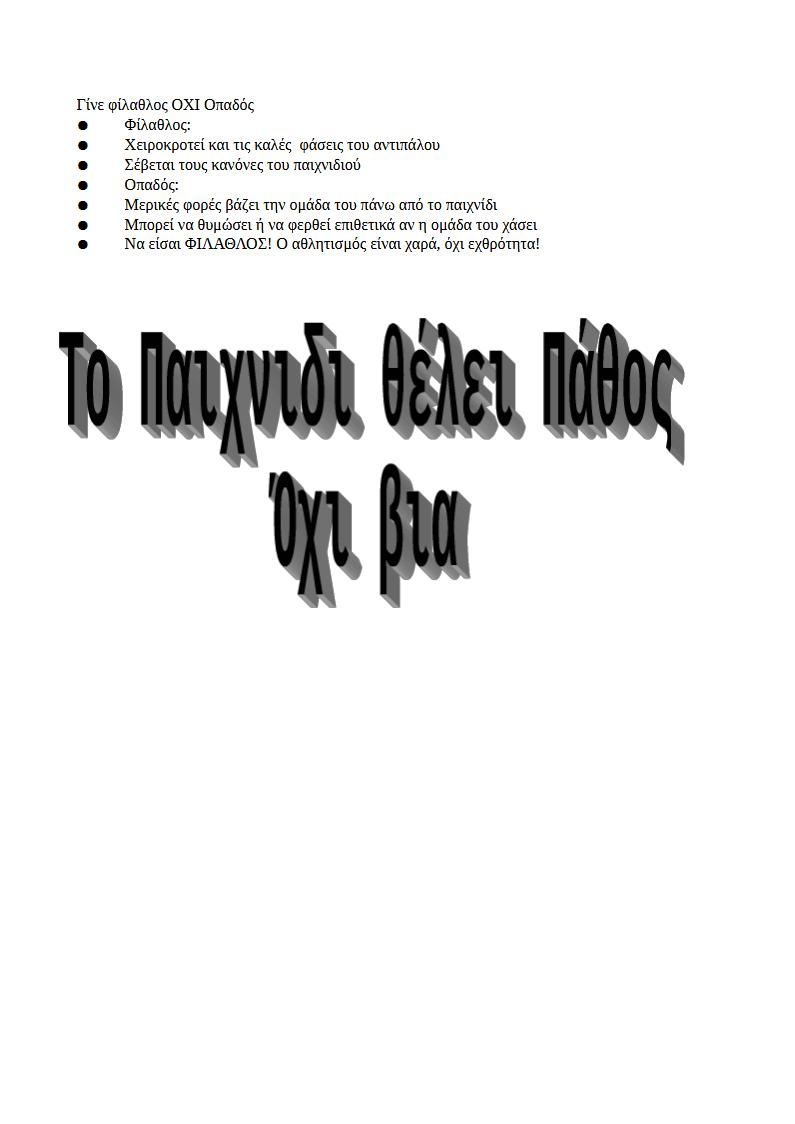 Γίνε φίλαθλος ΟΧΙ Οπαδός
● Φίλαθλος:
● Χειροκροτεί και τις καλές  φάσεις του αντιπάλου
● Σέβεται τους κανόνες του παιχνιδιού
● Οπαδός:
● Μερικές φορές βάζει την ομάδα του πάνω από το παιχνίδι
● Μπορεί να θυμώσει ή να φερθεί επιθετικά αν η ομάδα του χάσει
● Να είσαι ΦΙΛΑΘΛΟΣ! Ο αθλητισμός είναι χαρά, όχι εχθρότητα!
Το Παιχνιδι θέλει Πάθος
Όχι βια